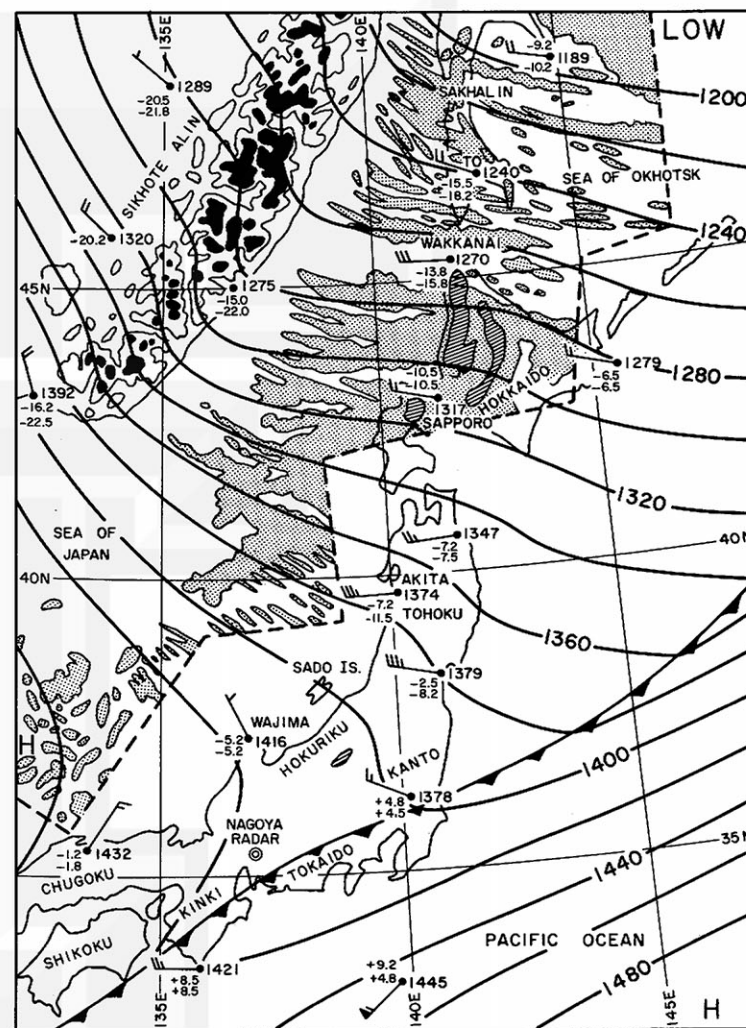 135E
140E
-9.2
1189
-10.2
LOW
1289
-20.5
-21.8
SAKHALIN
1200
SIKHOTE ALIN
TO
1240
-15.5
-18.2
SEA OF OKHOTSK
-20.2
1320
WAKKANAI
1270
1240
45N
1275
-15.0
-22.0
-13.8
-15.8
1392
-16.2
-22.5
-10.5
-10.5
1317
SAPPORO
HOKKAIDO
1279
-6.5
-6.5
1280
1320
SEA OF
JAPAN
1347
-7.2
-7.5
40N
40N
AKITA
1374
-7.2
-11.5
TOHOKU
1360
SADO IS.
1379
-2.5
-8.2
H
WAJIMA
-5.2
1416
-5.2
HOKURIKU
1400
KANTO
1378
+4.8
+4.5
NAGOYA
RADAR
35N
-1.2
1432
-1.8
CHUGOKU
TOKAIDO
KINKI
1440
SHIKOKU
PACIFIC OCEAN
1421
+8.5
+8.5
+9.2
+4.8
1445
1480
135E
140E
145E
H